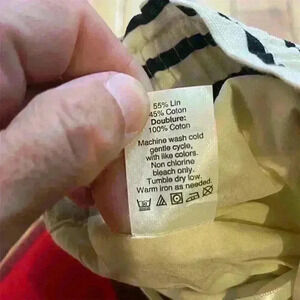 55% Lin
45% Coton
Doublure:
100% Coton
Machine wash cold
gentle cycle,
with like colors.
Non chlorine
bleach only.
Tumble dry low.
Warm iron as needed.